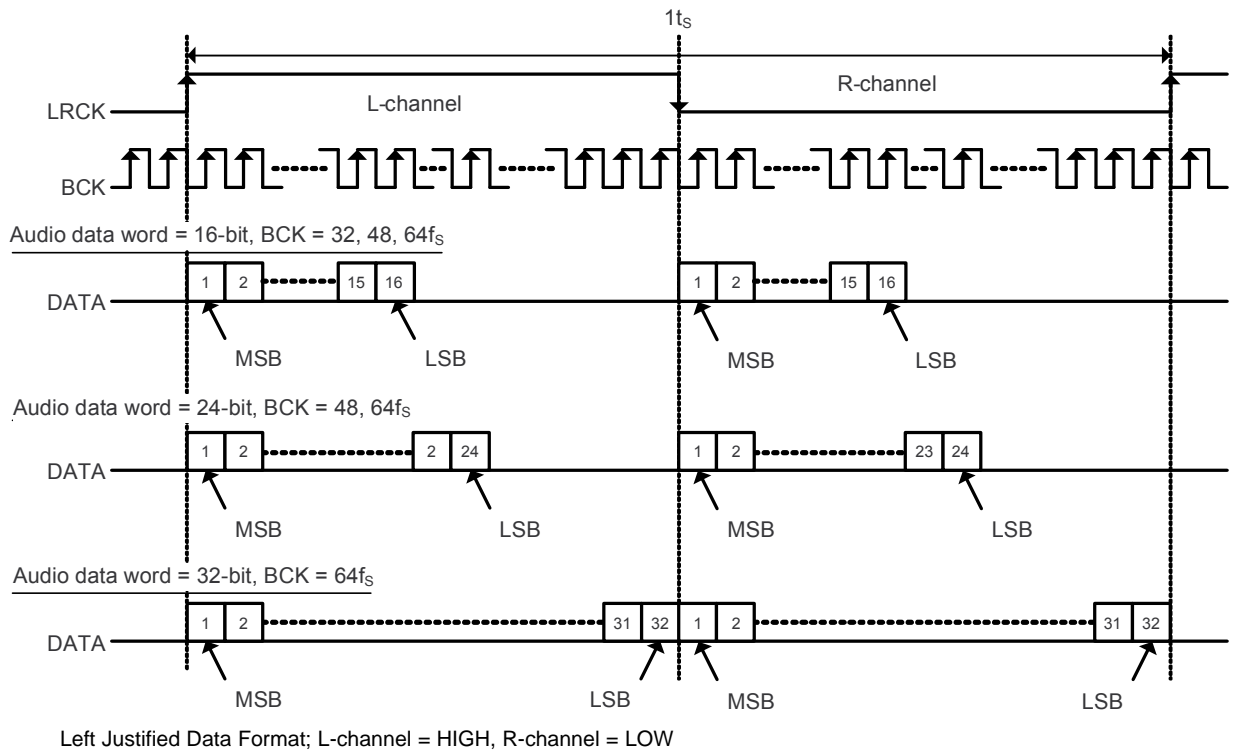 1tS
LRCK L-channel R-channel
BCK
Audio data word = 16-bit, BCK = 32, 48, 64fS
DATA 1 2 15 16 1 2 15 16
MSB LSB MSB LSB
Audio data word = 24-bit, BCK = 48, 64fS
DATA 1 2 2 24 1 2 23 24
MSB LSB MSB LSB
Audio data word = 32-bit, BCK = 64fS
DATA 1 2 31 32 1 2 31 32
MSB LSB MSB LSB
Left Justified Data Format; L-channel = HIGH, R-channel = LOW